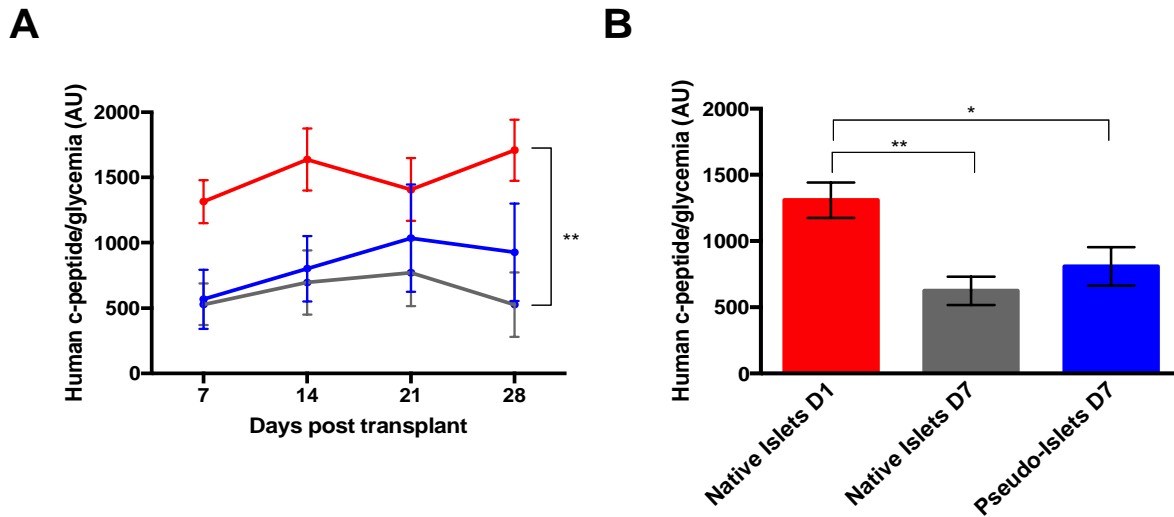 A
Human c-peptide/glycemia (AU)
2000
1500
1000
500
0
**
7 14 21 28
Days post transplant
B
Human c-peptide/glycemia (AU)
2000
1500
1000
500
0
*
**
Native Islets D1
Native Islets D7
Pseudo-Islets D7